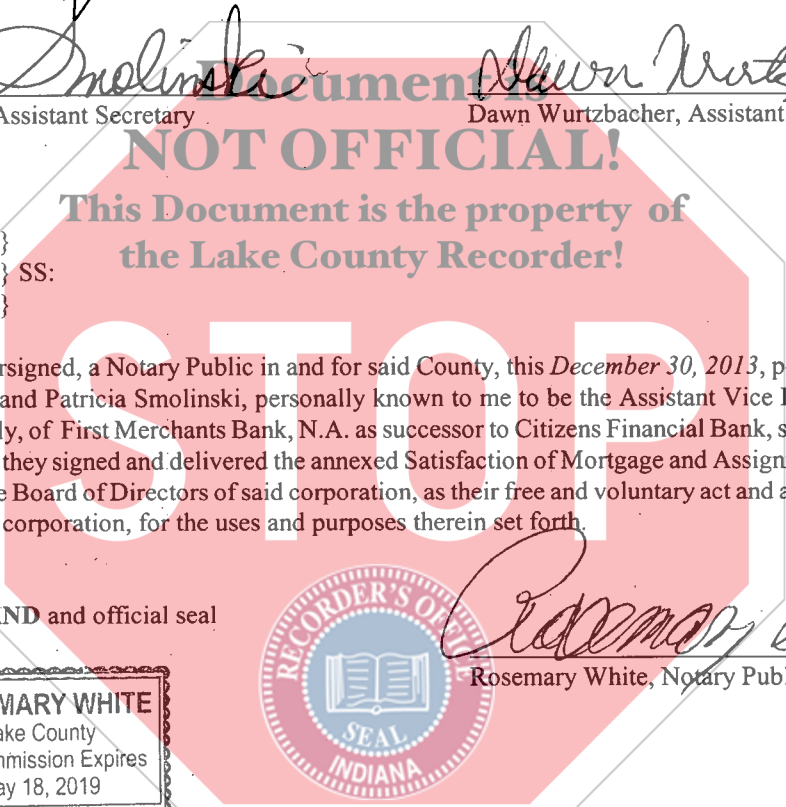 Smolinski
Dawn Wurtz
Assistant Secretary
Dawn Wurtzbacher, Assistant
Document is
NOT OFFICIAL!
This Document is the property of
the Lake County Recorder!
}
} SS:
}
STOP
rsigned, a Notary Public in and for said County, this December 30, 2013, p
and Patricia Smolinski, personally known to me to be the Assistant Vice
ly, of First Merchants Bank, N.A. as successor to Citizens Financial Bank, s
they signed and delivered the annexed Satisfaction of Mortgage and Assign
e Board of Directors of said corporation, as their free and voluntary act and a
corporation, for the uses and purposes therein set forth.
ND and official seal
Rosemary
Rosemary White, Notary Pub
RECORDER'S OFFICE
SEAL
INDIANA
MARY WHITE
ake County
mmission Expires
ay 18, 2019